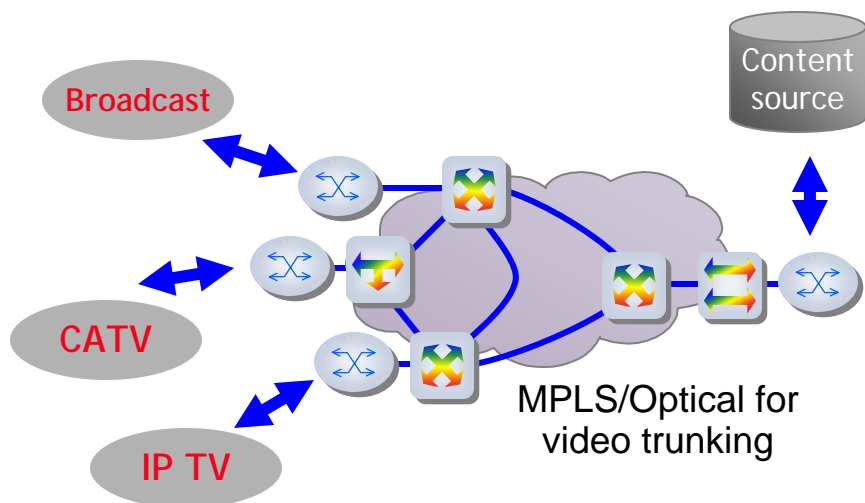 Broadcast
Content
source
CATV
IP TV
MPLS/Optical for
video trunking